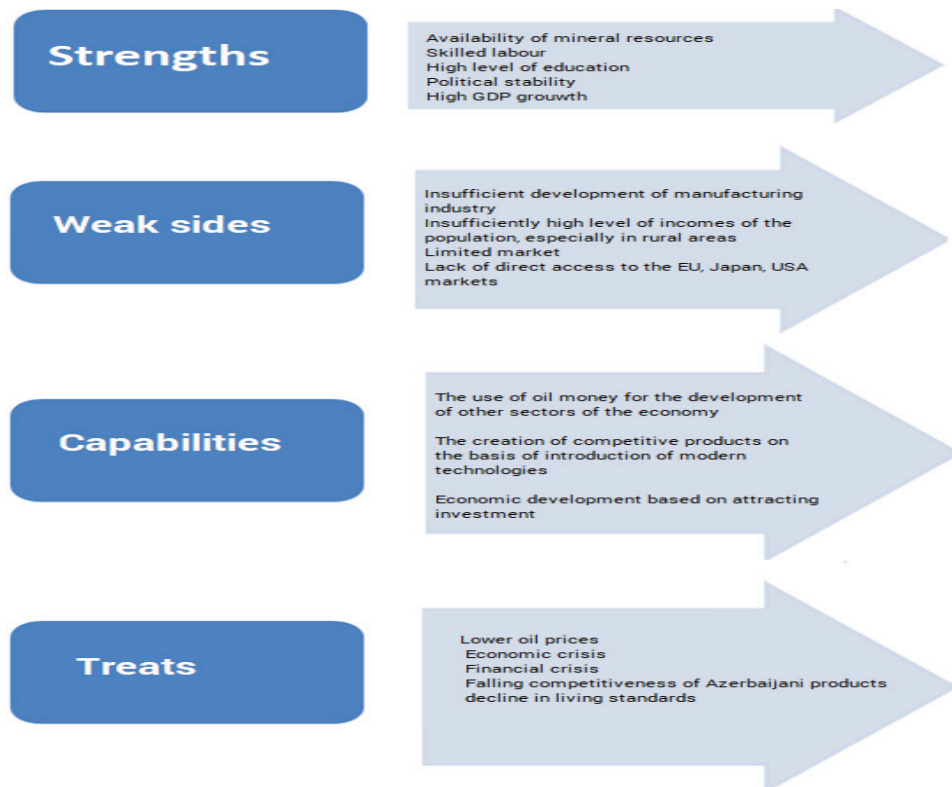 Strengths
Availability of mineral resources
Skilled labour
High level of education
Political stability
High GDP grouwth
Weak sides
Insufficient development of manufacturing
industry
Insufficiently high level of incomes of the
population, especially in rural areas
Limited market
Lack of direct access to the EU, Japan, USA
markets
Capabilities
The use of oil money for the development
of other sectors of the economy
The creation of competitive products on
the basis of introduction of modern
technologies
Economic development based on attracting
investment
Treats
Lower oil prices
Economic crisis
Financial crisis
Falling competitiveness of Azerbaijani products
decline in living standards